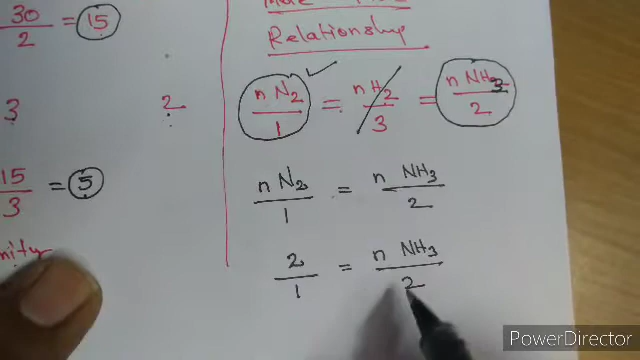 30/2 = 15
3 2
15/3 = 5
Mole
Relationship
n N₂/1 = n H₂/3 = n NH₃/2
n N₂/1 = n NH₃/2
2/1 = n NH₃/2
PowerDirector